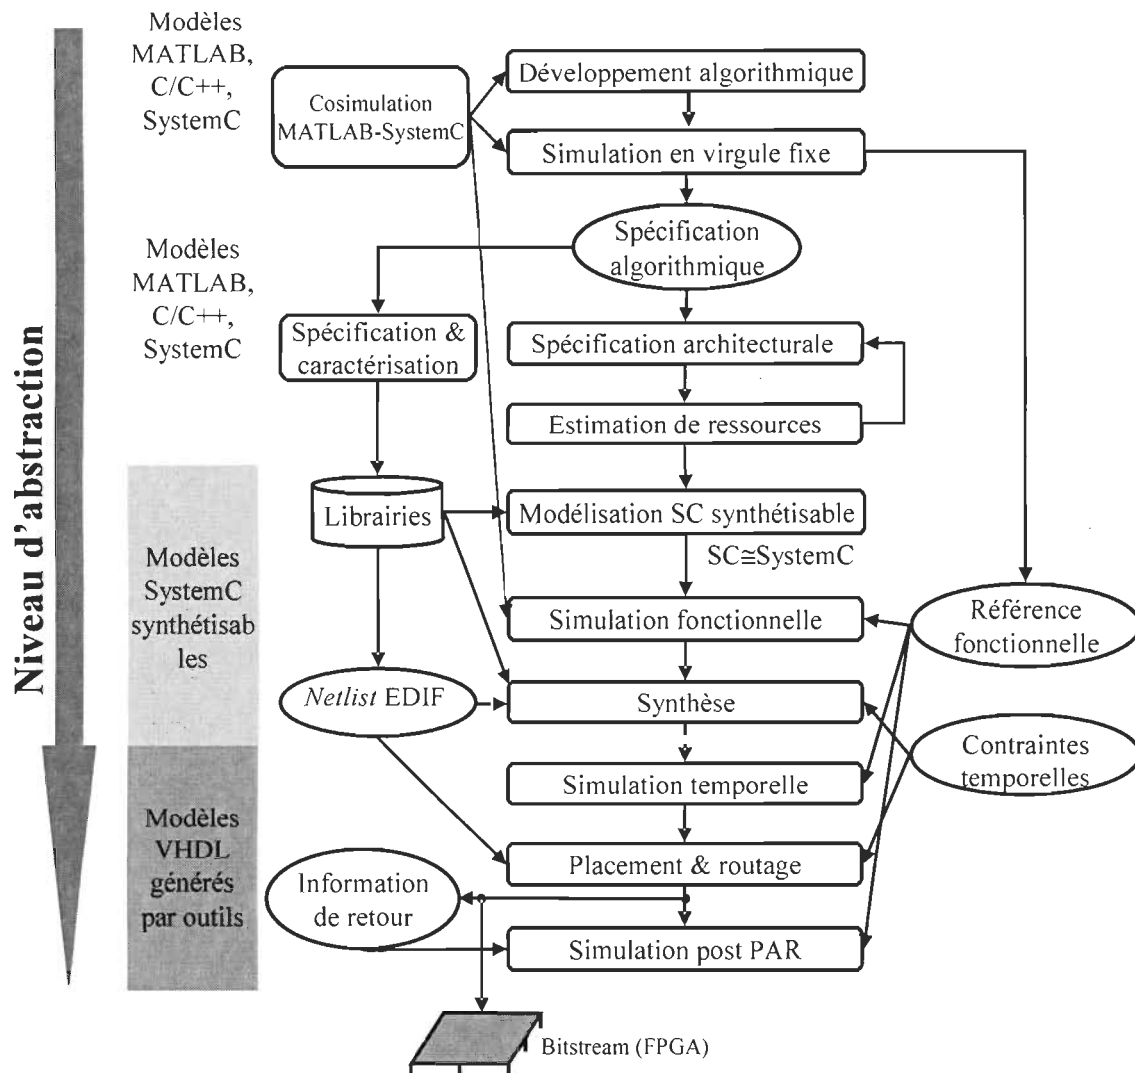 Modèles
MATLAB,
C/C++,
SystemC
Développement algorithmique
Cosimulation
MATLAB-SystemC
Simulation en virgule fixe
Spécification
algorithmique
Modèles
MATLAB,
C/C++,
SystemC
Spécification &
caractérisation
Spécification architecturale
Estimation de ressources
Niveau d'abstraction
Librairies
Modélisation SC synthétisable
SC≅SystemC
Modèles
SystemC
synthétisab
les
Simulation fonctionnelle
Référence
fonctionnelle
Netlist EDIF
Synthèse
Contraintes
temporelles
Simulation temporelle
Modèles
VHDL
générés
par outils
Placement & routage
Information
de retour
Simulation post PAR
Bitstream (FPGA)